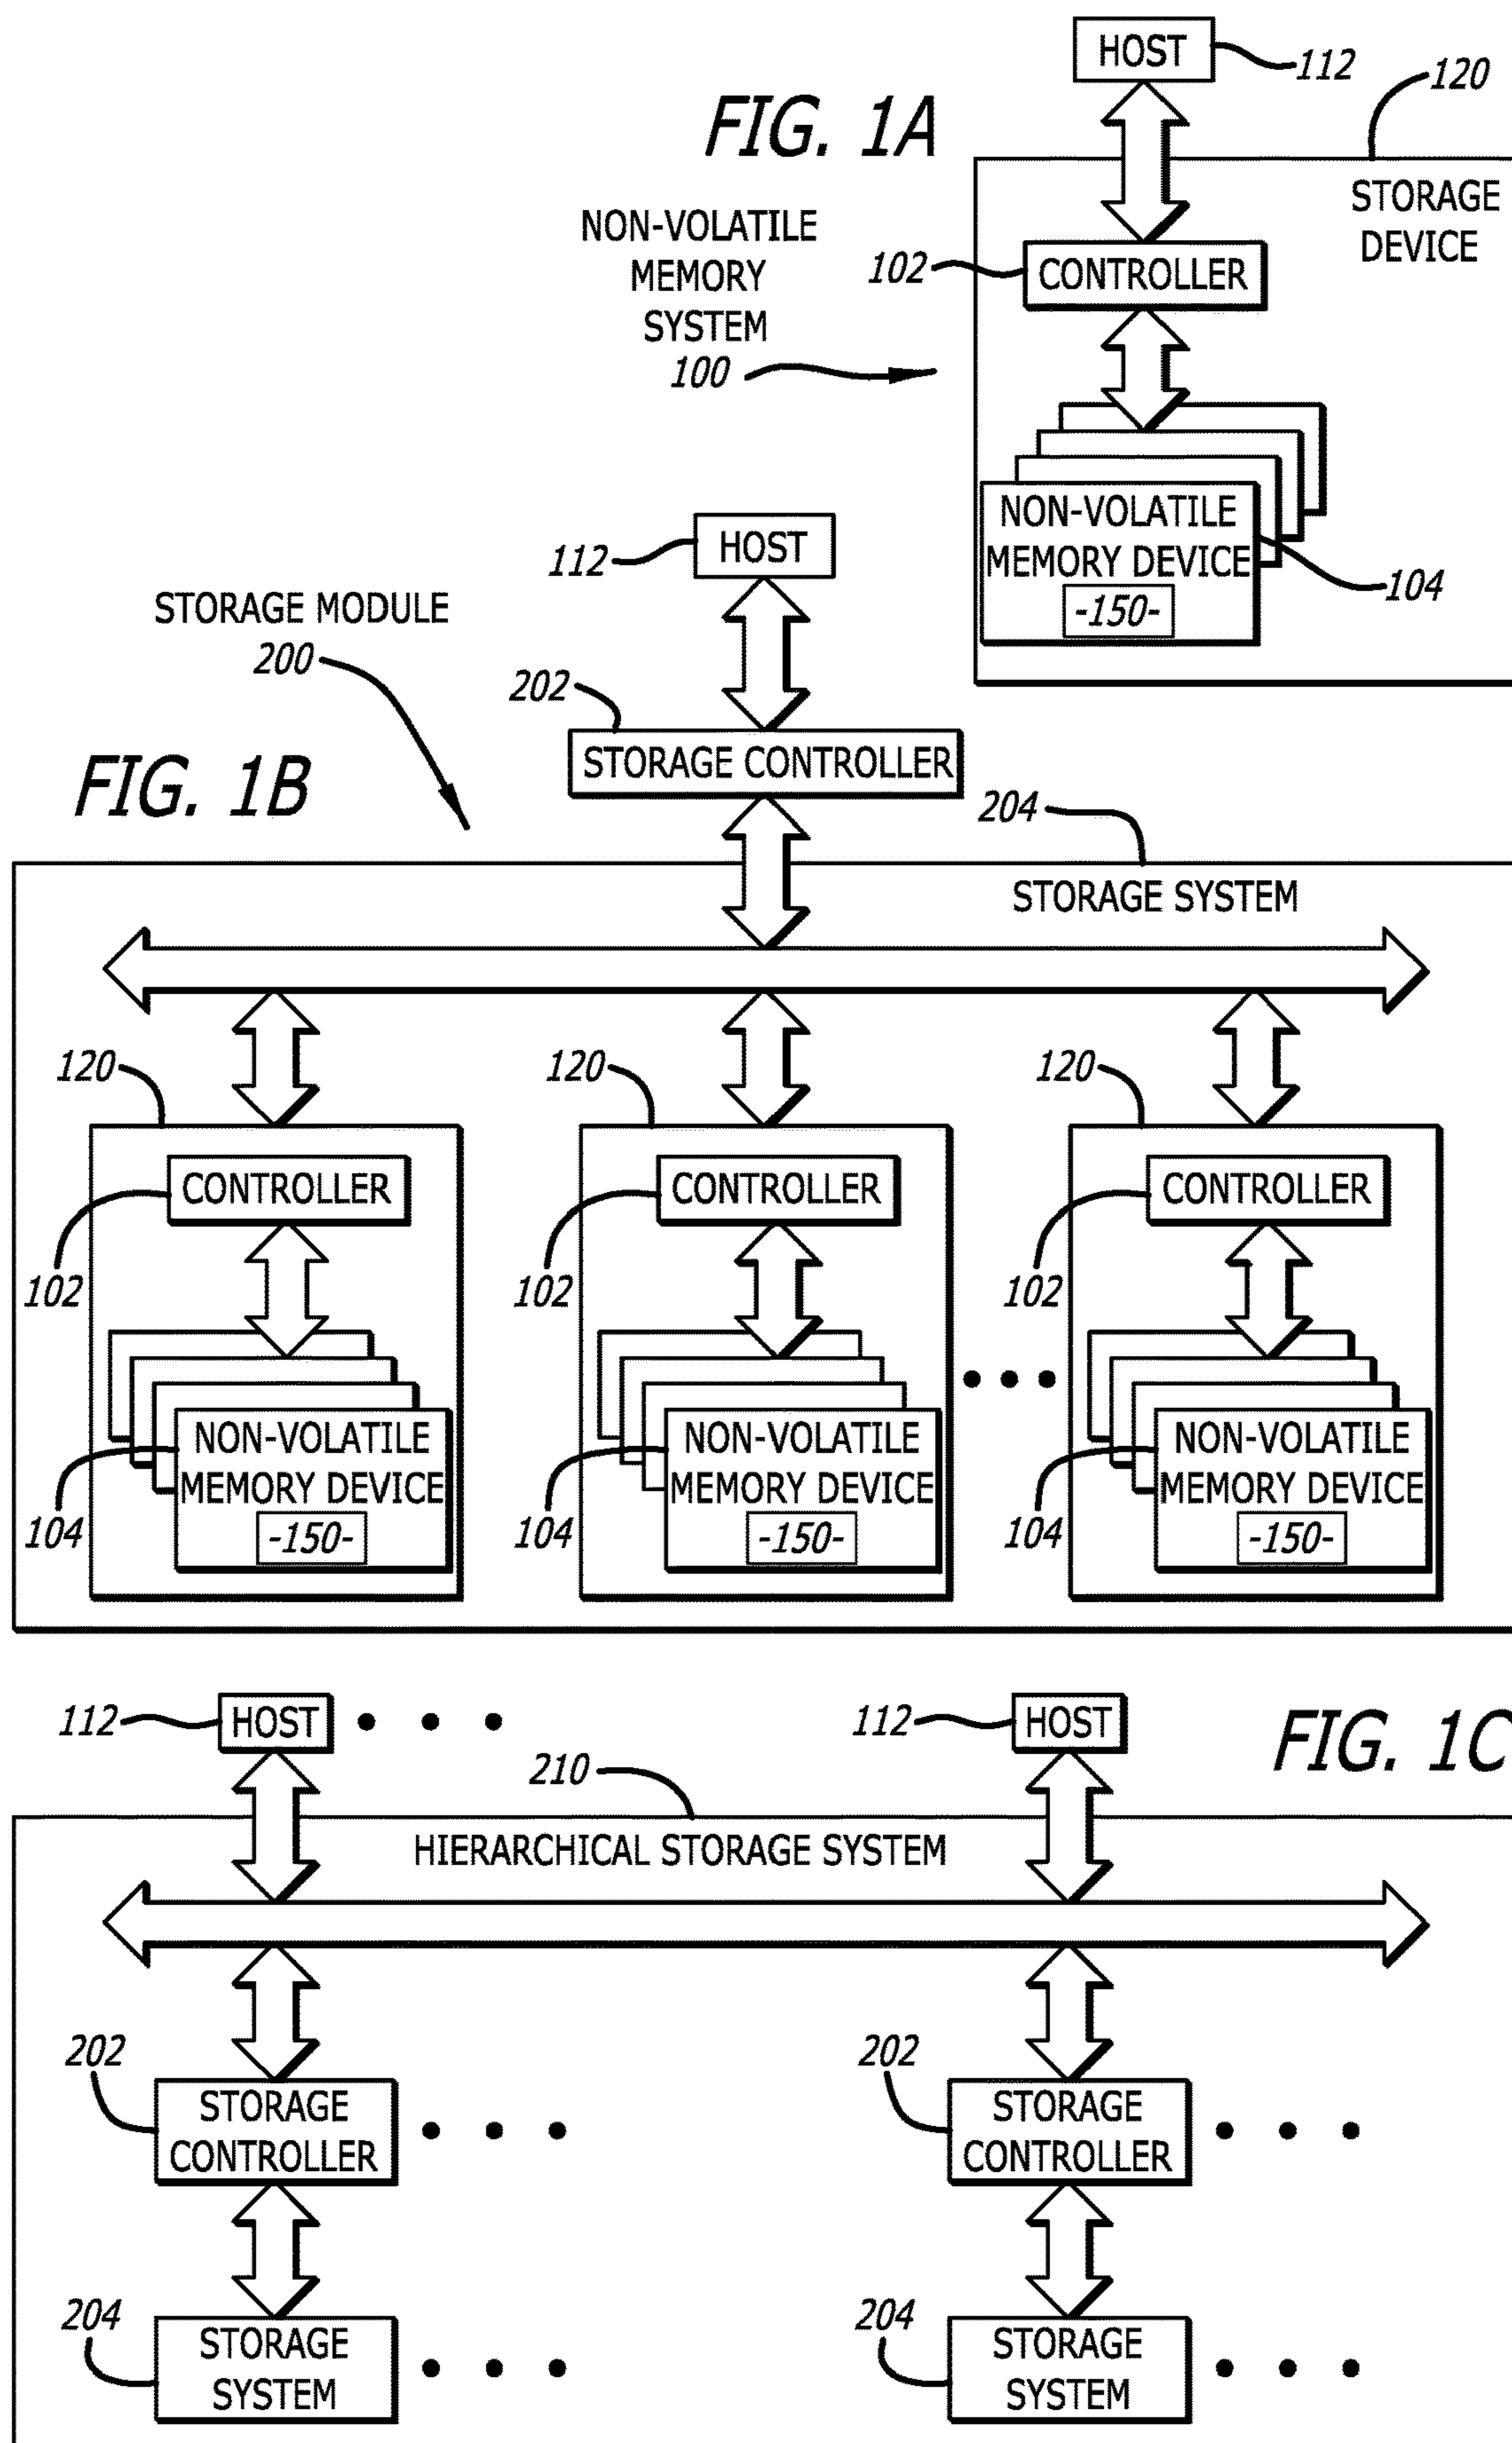 HOST
112
120
FIG. 1A
STORAGE
DEVICE
NON-VOLATILE
MEMORY
SYSTEM
100
102
CONTROLLER
NON-VOLATILE
MEMORY DEVICE
-150-
104
112
HOST
STORAGE MODULE
200
202
STORAGE CONTROLLER
FIG. 1B
204
STORAGE SYSTEM
120
120
120
CONTROLLER
CONTROLLER
CONTROLLER
102
102
102
NON-VOLATILE
MEMORY DEVICE
-150-
104
NON-VOLATILE
MEMORY DEVICE
-150-
104
NON-VOLATILE
MEMORY DEVICE
-150-
104
112
HOST
112
HOST
FIG. 1C
210
HIERARCHICAL STORAGE SYSTEM
202
STORAGE
CONTROLLER
202
STORAGE
CONTROLLER
204
STORAGE
SYSTEM
204
STORAGE
SYSTEM